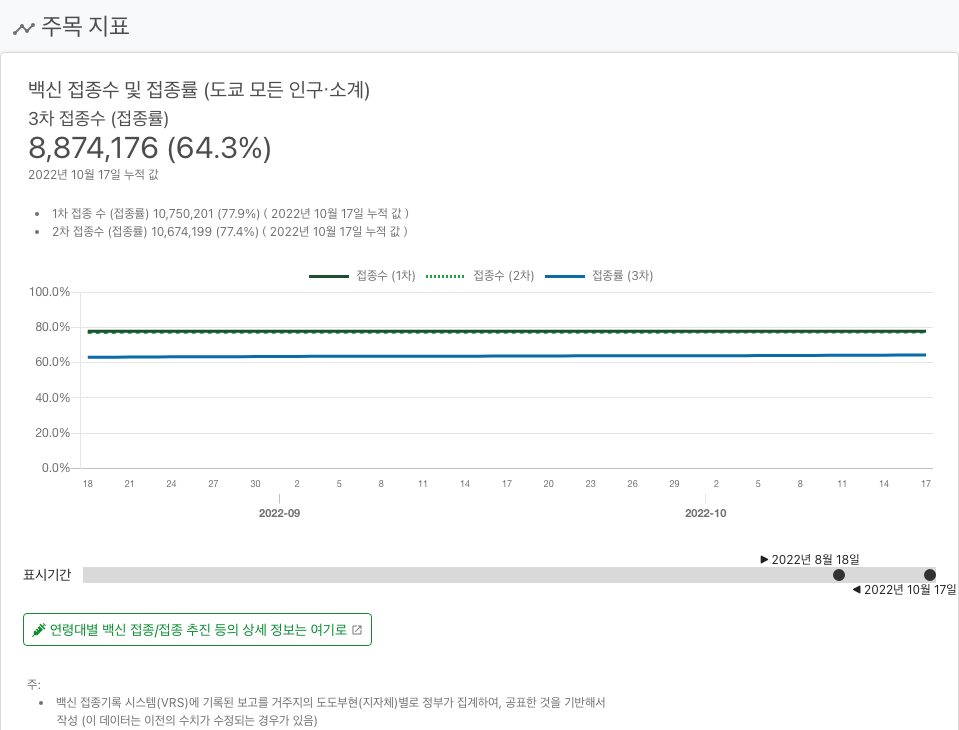 주목 지표
백신 접종수 및 접종률 (도쿄 모든 인구·소계)
3차 접종수 (접종률)
8,874,176 (64.3%)
2022년 10월 17일 누적 값
• 1차 접종 수 (접종률) 10,750,201 (77.9%) ( 2022년 10월 17일 누적 값 )
• 2차 접종수 (접종률) 10,674,199 (77.4%) ( 2022년 10월 17일 누적 값 )
접종수 (1차) 접종수 (2차) 접종률 (3차)
100.0%
80.0%
60.0%
40.0%
20.0%
0.0%
18 21 24 27 30 2 5 8 11 14 17 20 23 26 29 2 5 8 11 14 17
2022-09 2022-10
▶ 2022년 8월 18일
표시기간
◀ 2022년 10월 17일
연령대별 백신 접종/접종 추진 등의 상세 정보는 여기로
주:
• 백신 접종기록 시스템(VRS)에 기록된 보고를 거주지의 도도부현(지자체)별로 정부가 집계하여, 공표한 것을 기반해서
작성 (이 데이터는 이전의 수치가 수정되는 경우가 있음)